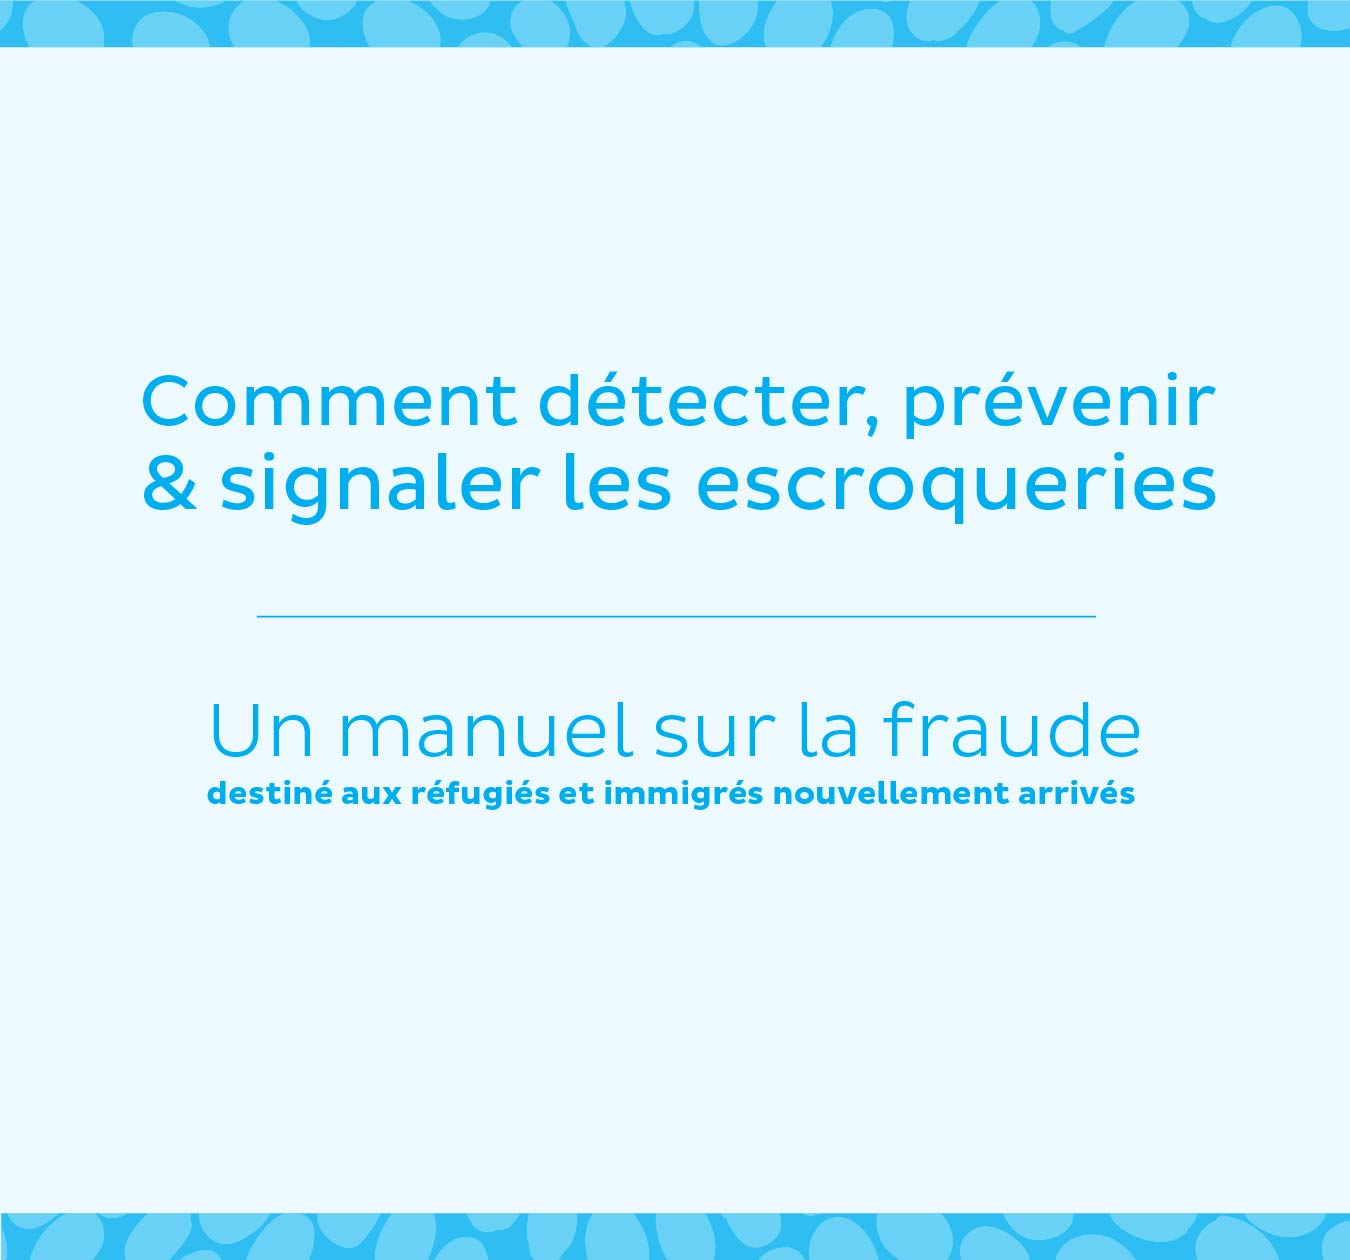 Comment détecter, prévenir
& signaler les escroqueries
Un manuel sur la fraude
destiné aux réfugiés et immigrés nouvellement arrivés